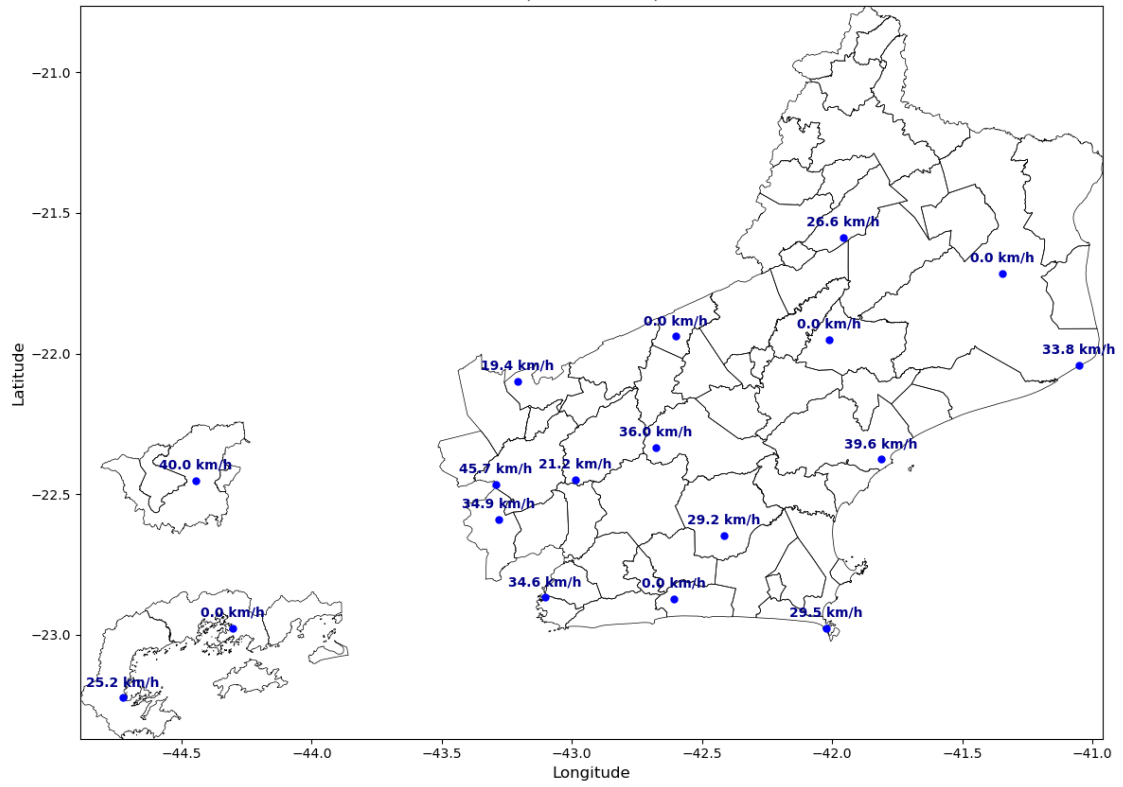 −21.0
−21.5
26.6 km/h
0.0 km/h
0.0 km/h
0.0 km/h
−22.0
33.8 km/h
19.4 km/h
36.0 km/h
39.6 km/h
40.0 km/h
45.7 km/h
21.2 km/h
−22.5
34.9 km/h
29.2 km/h
34.6 km/h
0.0 km/h
0.0 km/h
29.5 km/h
−23.0
25.2 km/h
Latitude
−44.5
−44.0
−43.5
−43.0
−42.5
−42.0
−41.5
−41.0
Longitude